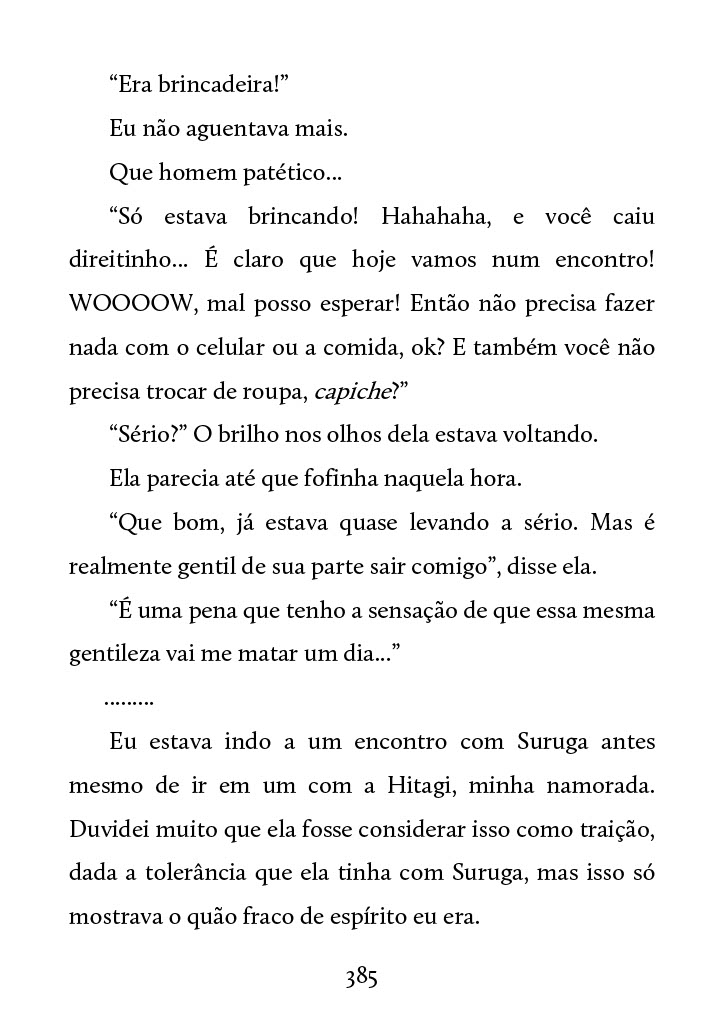 “Era brincadeira!”
Eu não aguentava mais.
Que homem patético...
“Só estava brincando! Hahahaha, e você caiu
direitinho... É claro que hoje vamos num encontro!
WOOOOW, mal posso esperar! Então não precisa fazer
nada com o celular ou a comida, ok? E também você não
precisa trocar de roupa, capiche?”
“Sério?” O brilho nos olhos dela estava voltando.
Ela parecia até que fofinha naquela hora.
“Que bom, já estava quase levando a sério. Mas é
realmente gentil de sua parte sair comigo”, disse ela.
“É uma pena que tenho a sensação de que essa mesma
gentileza vai me matar um dia...”
.........
Eu estava indo a um encontro com Suruga antes
mesmo de ir em um com a Hitagi, minha namorada.
Duvidei muito que ela fosse considerar isso como traição,
dada a tolerância que ela tinha com Suruga, mas isso só
mostrava o quão fraco de espírito eu era.
385